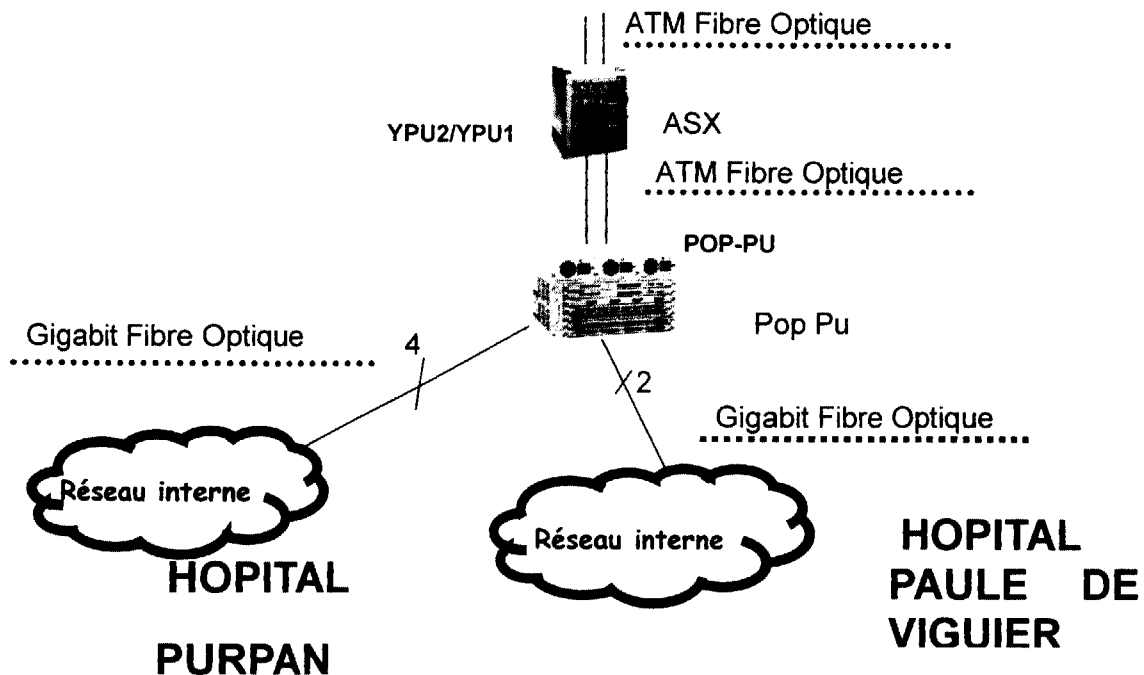 ATM Fibre Optique
YPU2/YPU1
ASX
ATM Fibre Optique
POP-PU
Pop Pu
Gigabit Fibre Optique
4
2
Gigabit Fibre Optique
Réseau interne
Réseau interne
HOPITAL
PURPAN
HOPITAL
PAULE DE
VIGUIER